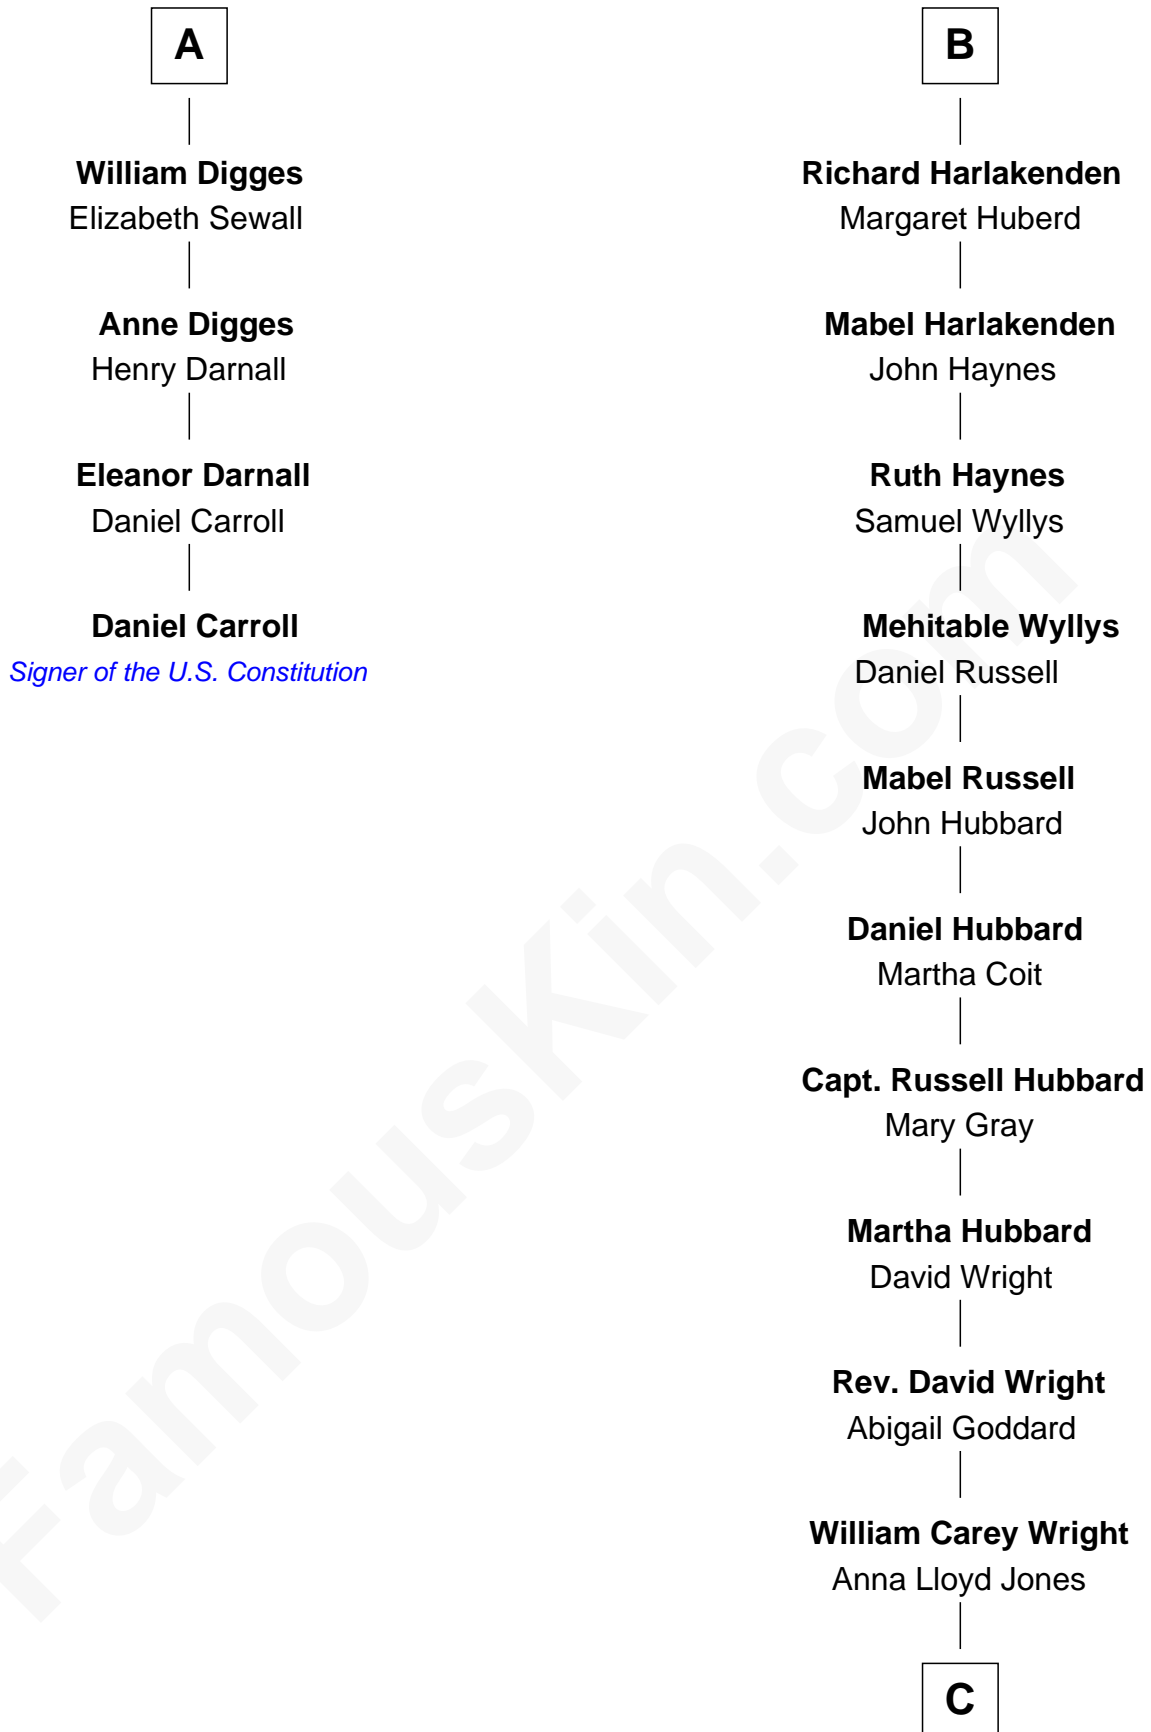 A
William Digges
Elizabeth Sewall
Anne Digges
Henry Darnall
Eleanor Darnall
Daniel Carroll
Daniel Carroll
Signer of the U.S. Constitution
B
Richard Harlakenden
Margaret Huberd
Mabel Harlakenden
John Haynes
Ruth Haynes
Samuel Wyllys
Mehitable Wyllys
Daniel Russell
Mabel Russell
John Hubbard
Daniel Hubbard
Martha Coit
Capt. Russell Hubbard
Mary Gray
Martha Hubbard
David Wright
Rev. David Wright
Abigail Goddard
William Carey Wright
Anna Lloyd Jones
C
FamousKin.com